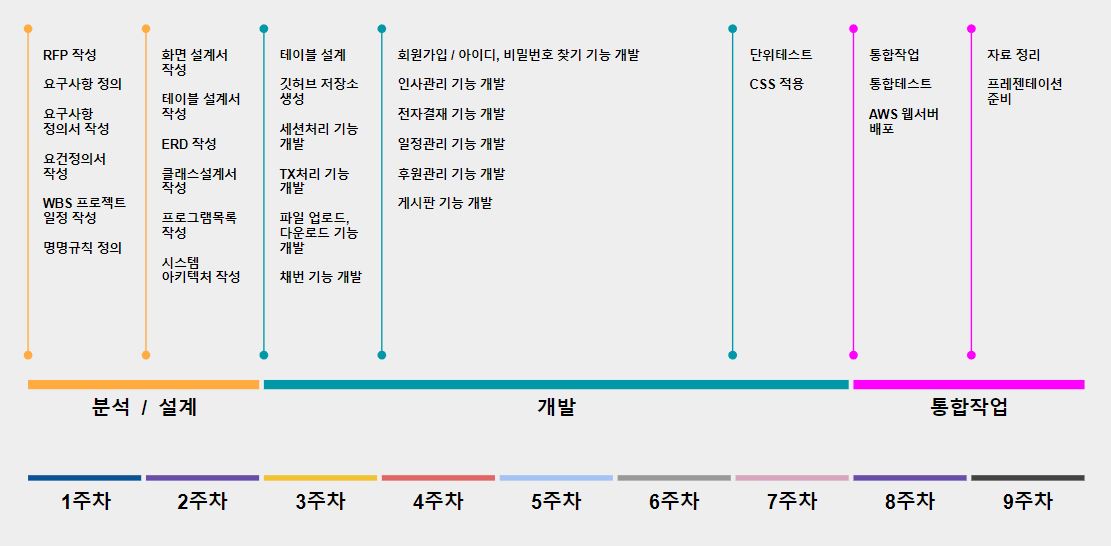 RFP 작성
요구사항 정의
요구사항
정의서 작성
요건정의서
작성
WBS 프로젝트
일정 작성
명명규칙 정의
화면 설계서
작성
테이블 설계서
작성
ERD 작성
클래스설계서
작성
프로그램목록
작성
시스템
아키텍처 작성
테이블 설계
깃허브 저장소
생성
세션처리 기능
개발
TX처리 기능
개발
파일 업로드,
다운로드 기능
개발
채번 기능 개발
회원가입 / 아이디, 비밀번호 찾기 기능 개발
인사관리 기능 개발
전자결재 기능 개발
일정관리 기능 개발
후원관리 기능 개발
게시판 기능 개발
단위테스트
CSS 적용
통합작업
통합테스트
AWS 웹서버
배포
자료 정리
프레젠테이션
준비
분석 / 설계
개발
통합작업
1주차
2주차
3주차
4주차
5주차
6주차
7주차
8주차
9주차